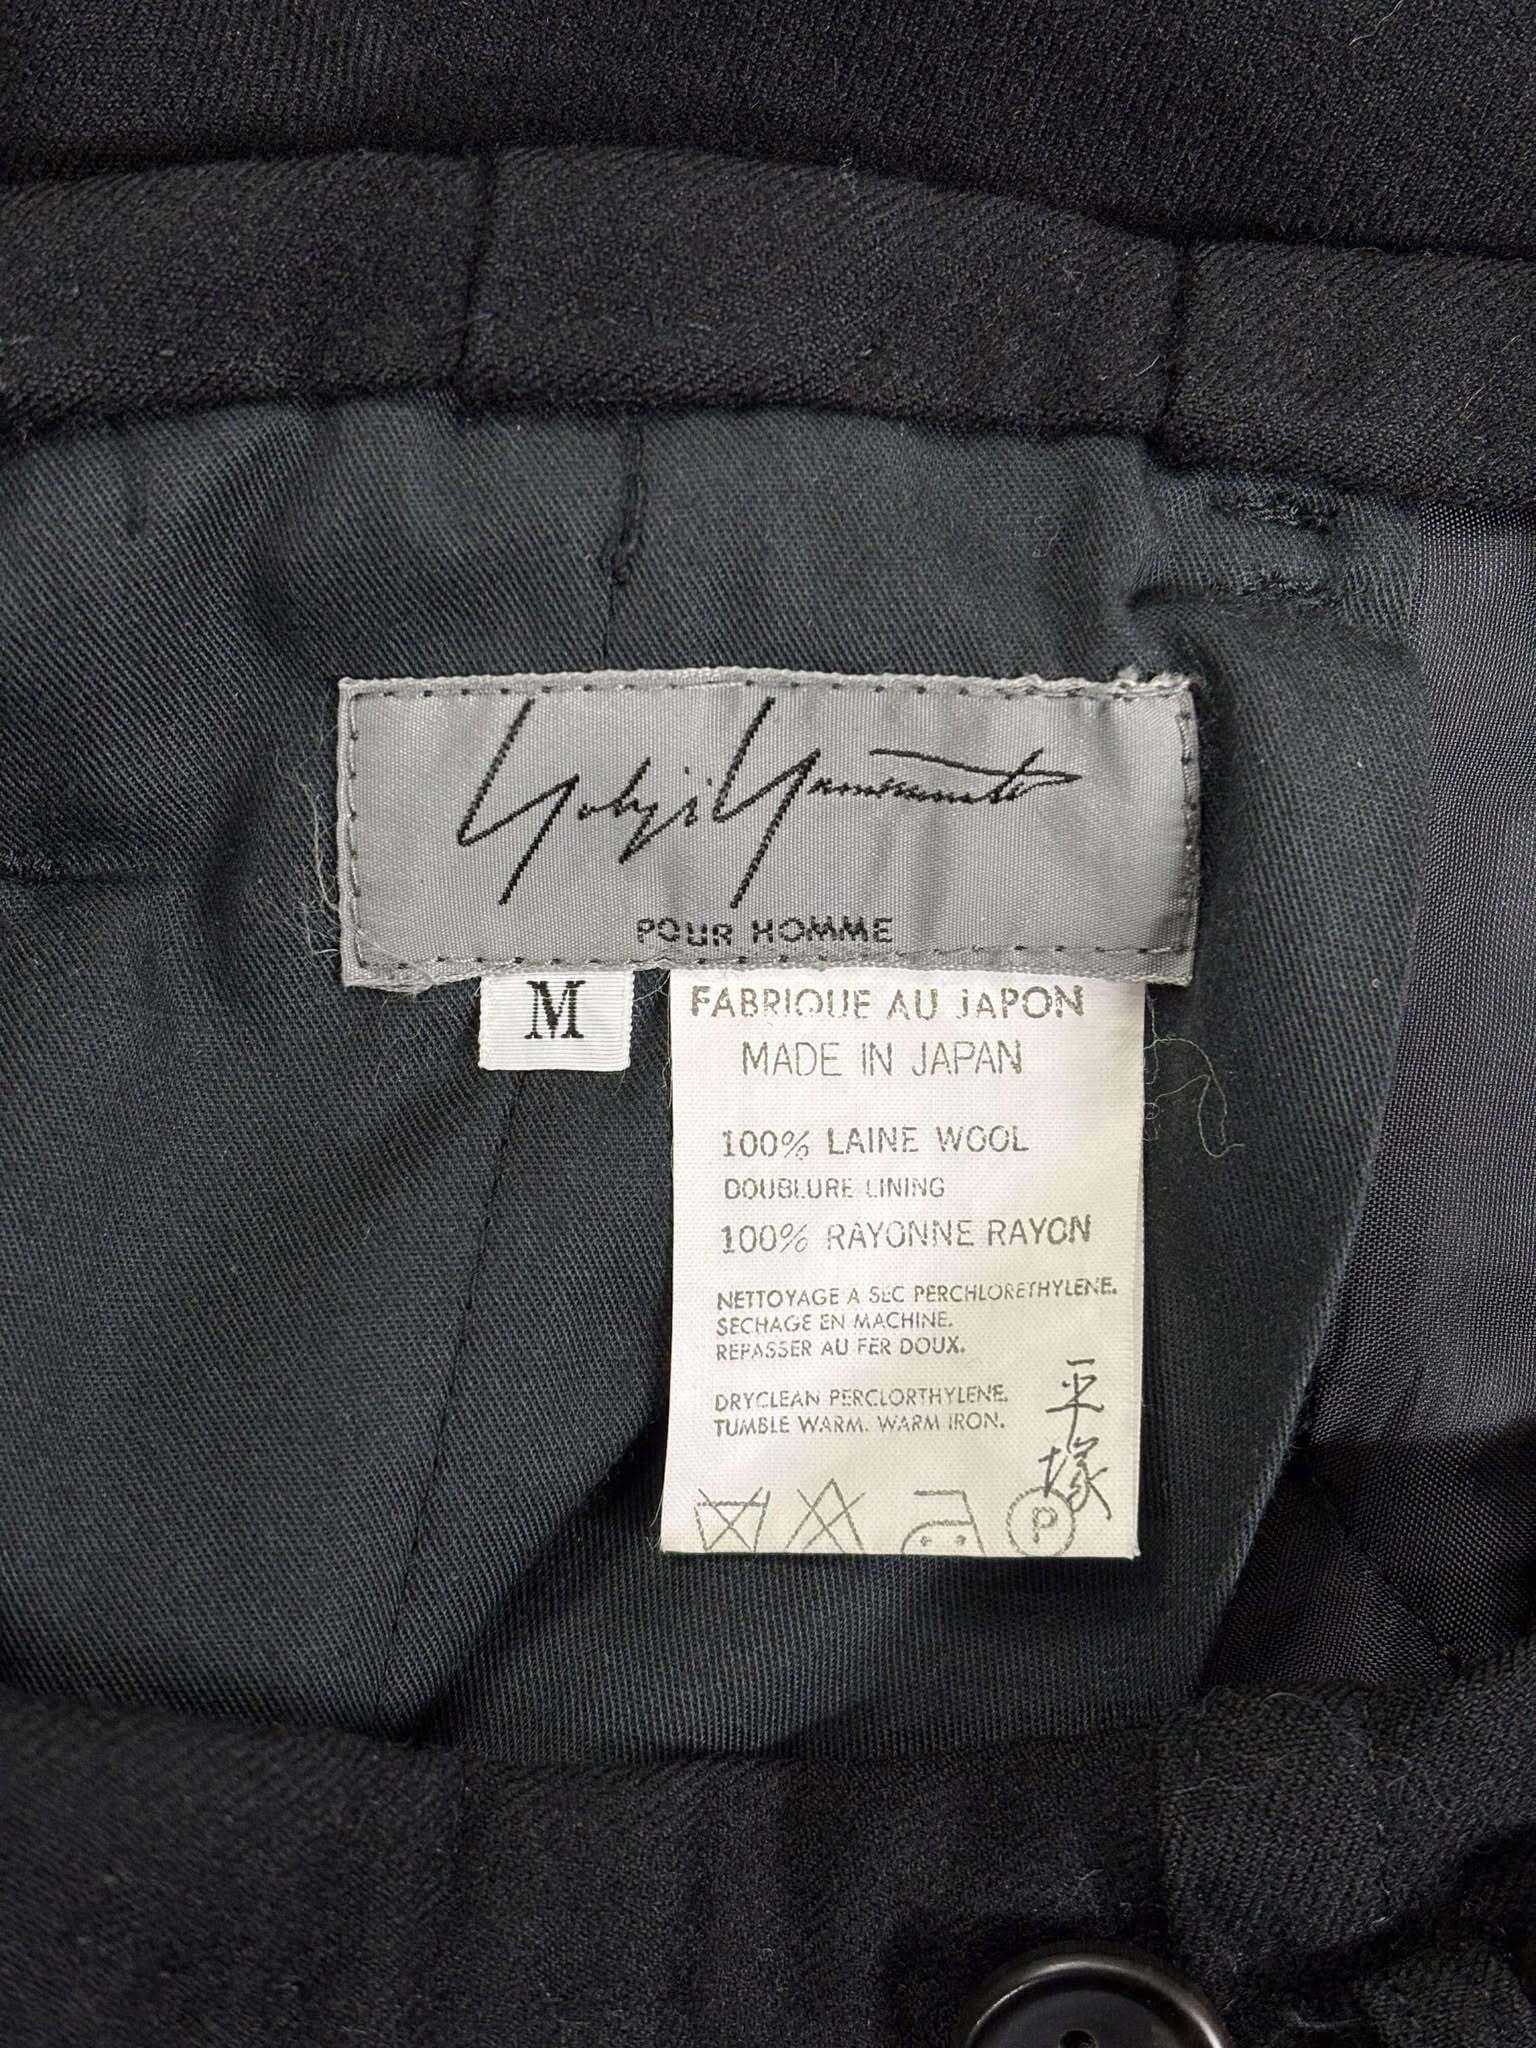 Yohji Yamamoto
POUR HOMME
M
FABRIQUE AU JAPON
MADE IN JAPAN
100% LAINE WOOL
DOUBLURE LINING
100% RAYONNE RAYON
NETTOYAGE A SEC PERCHLORETHYLENE.
SECHAGE EN MACHINE.
REPASSER AU FER DOUX.
DRYCLEAN PERCLORTHYLENE.
TUMBLE WARM. WARM IRON.
平塚
P